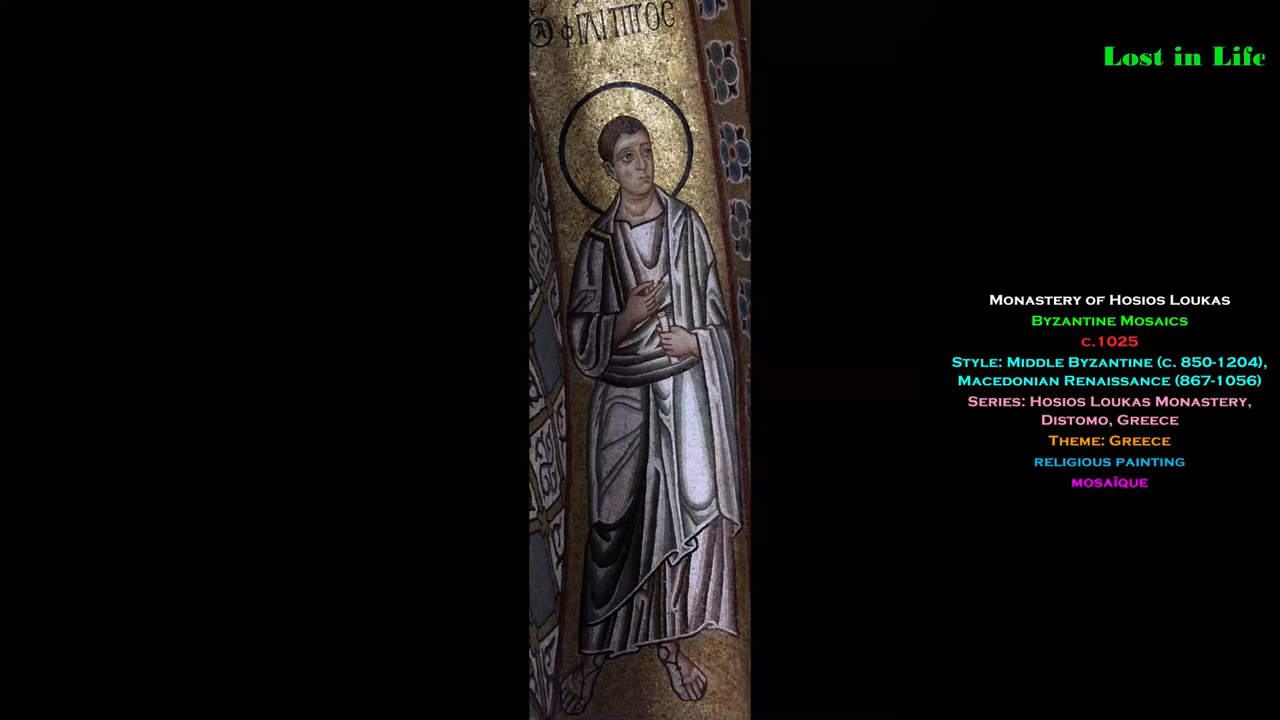 Ⓐ ΦΙΛΙΠΠΟC
Lost in Life
Monastery of Hosios Loukas
Byzantine Mosaics
c.1025
Style: Middle Byzantine (c. 850-1204),
Macedonian Renaissance (867-1056)
Series: Hosios Loukas Monastery,
Distomo, Greece
Theme: Greece
religious painting
mosaïque